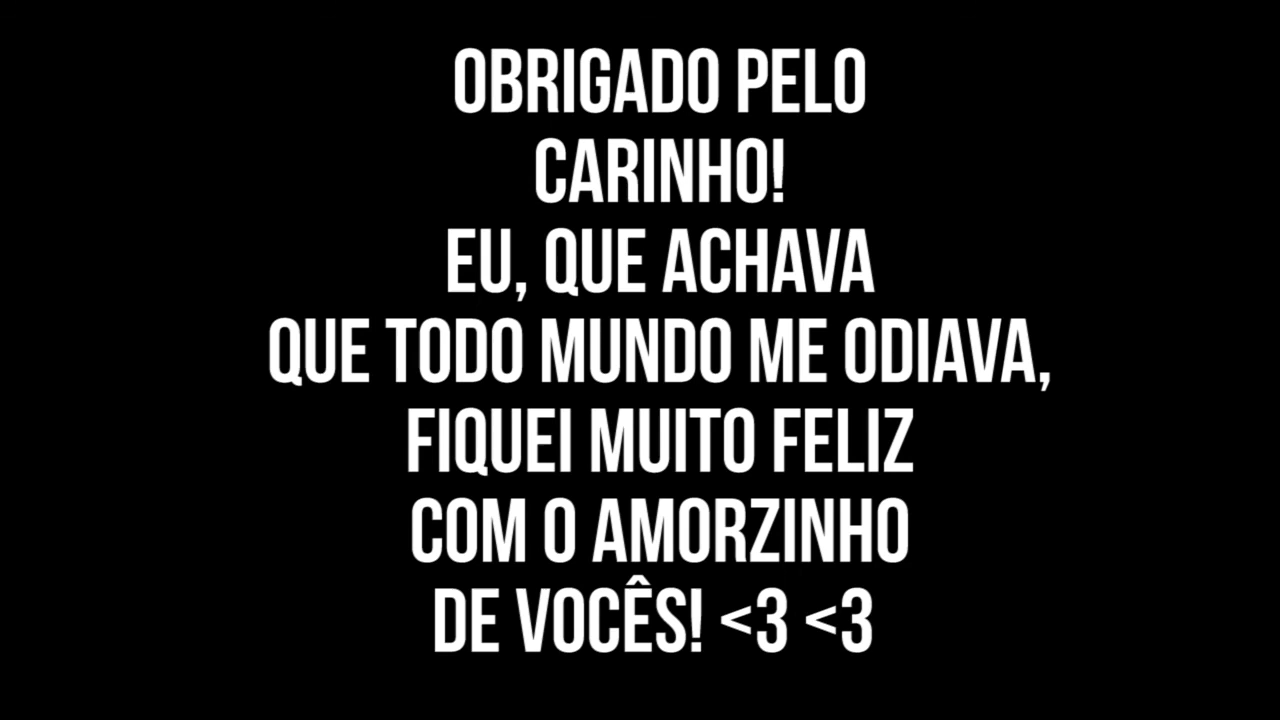 OBRIGADO PELO
CARINHO!
EU, QUE ACHAVA
QUE TODO MUNDO ME ODIAVA,
FIQUEI MUITO FELIZ
COM O AMORZINHO
DE VOCÊS! <3 <3